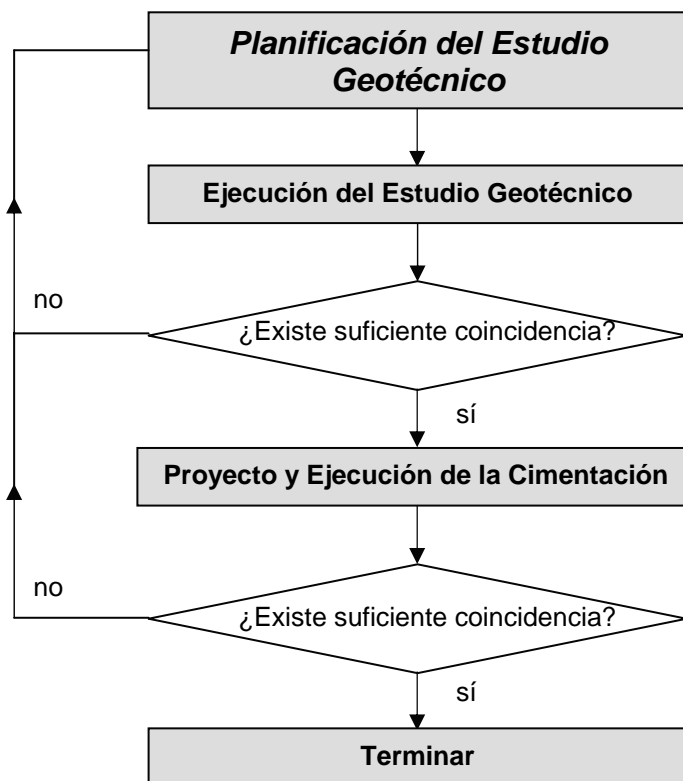 Planificación del Estudio
Geotécnico
Ejecución del Estudio Geotécnico
no
¿Existe suficiente coincidencia?
sí
Proyecto y Ejecución de la Cimentación
no
¿Existe suficiente coincidencia?
sí
Terminar